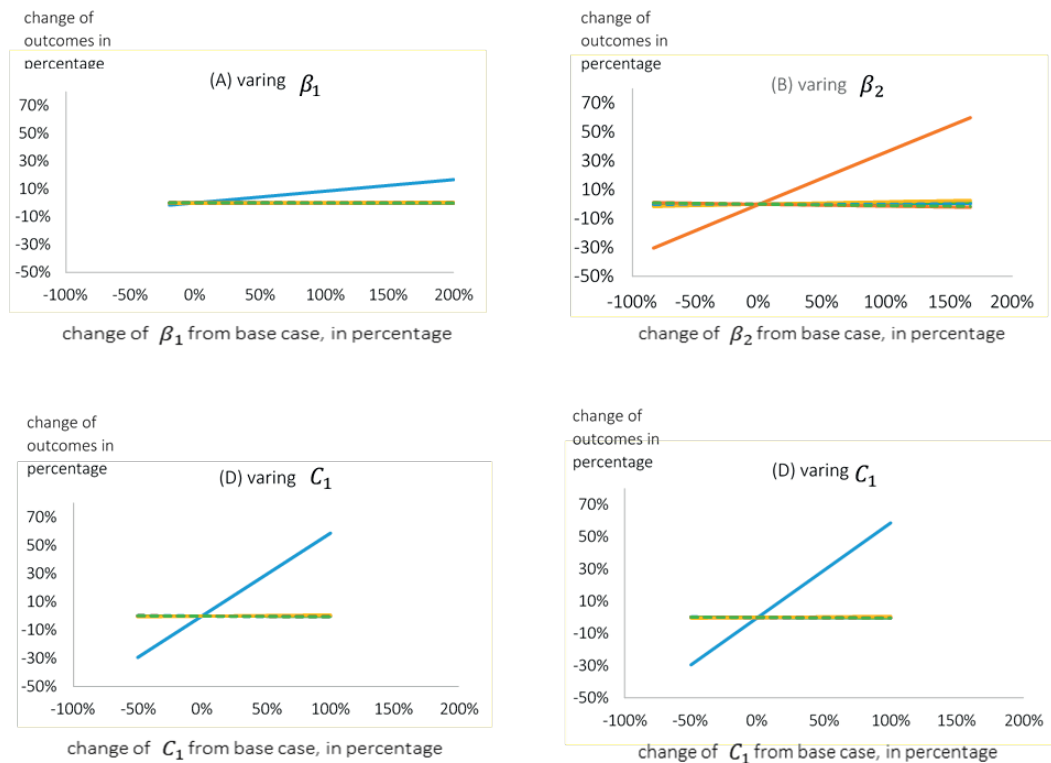 change of
outcomes in
percentage
(A) varing β1
70%
50%
30%
10%
-10%
-30%
-50%
-100% -50% 0% 50% 100% 150% 200%
change of β1 from base case, in percentage
change of
outcomes in
percentage
(B) varing β2
70%
50%
30%
10%
-10%
-30%
-50%
-100% -50% 0% 50% 100% 150% 200%
change of β2 from base case, in percentage
change of
outcomes in
percentage
(D) varing C1
70%
50%
30%
10%
-10%
-30%
-50%
-100% -50% 0% 50% 100% 150% 200%
change of C1 from base case, in percentage
change of
outcomes in
percentage
(D) varing C1
70%
50%
30%
10%
-10%
-30%
-50%
-100% -50% 0% 50% 100% 150% 200%
change of C1 from base case, in percentage